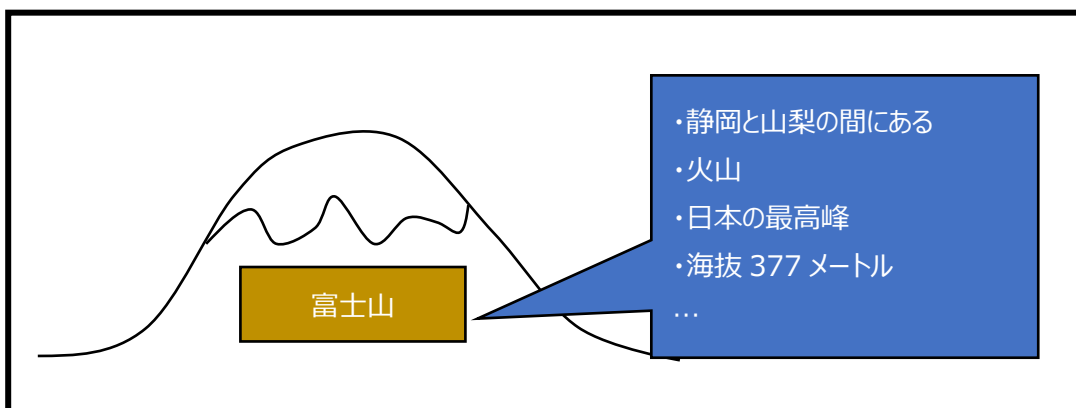 ・静岡と山梨の間にある
・火山
・日本の最高峰
・海抜 377 メートル
…
富士山